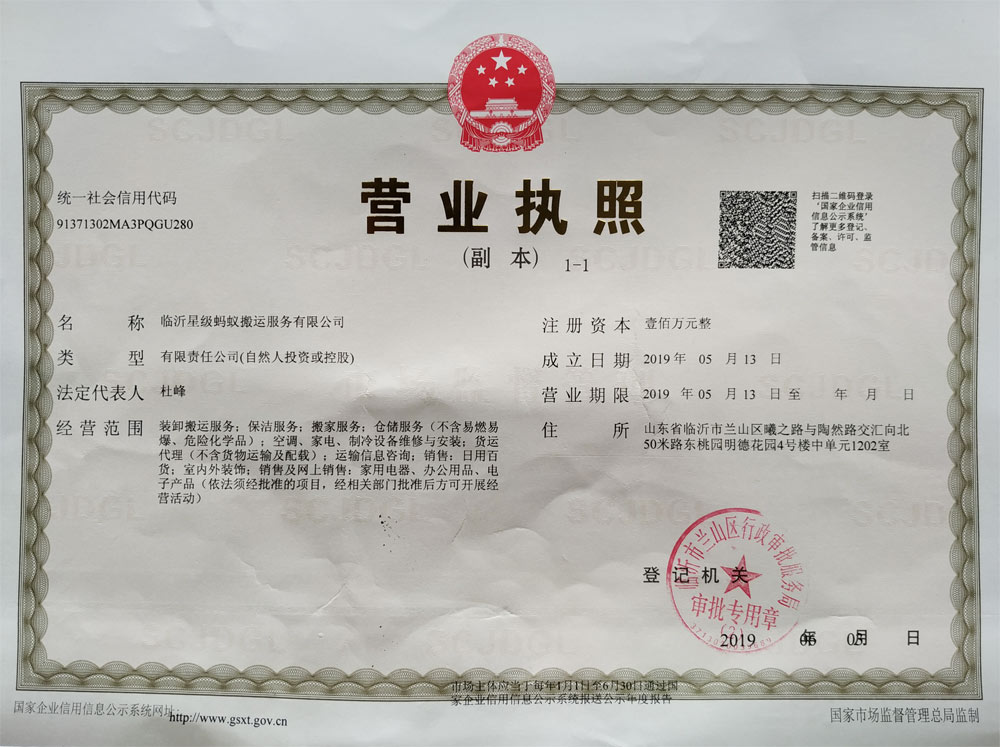 营业执照
(副 本) 1-1
统一社会信用代码
91371302MA3PQGU280
扫描二维码登录
‘国家企业信用
信息公示系统’
了解更多登记、
备案、许可、监
管信息
名 称 临沂星级蚂蚁搬运服务有限公司
类 型 有限责任公司(自然人投资或控股)
法定代表人 杜峰
经营范围 装卸搬运服务；保洁服务；搬家服务；仓储服务（不含易燃易
爆、危险化学品）；空调、家电、制冷设备维修与安装；货运
代理（不含货物运输及配载）；运输信息咨询；销售：日用百
货；室内外装饰；销售及网上销售：家用电器、办公用品、电
子产品（依法须经批准的项目，经相关部门批准后方可开展经
营活动）
注册资本 壹佰万元整
成立日期 2019 年 05 月 13 日
营业期限 2019 年 05 月 13 日 至 年 月 日
住 所 山东省临沂市兰山区曦之路与陶然路交汇向北
50米路东桃园明德花园4号楼中单元1202室
登记机关
临沂市兰山区行政审批服务局
审批专用章
(2)
2019 年 月 日
市场主体应当于每年1月1日至6月30日通过国
家企业信用信息公示系统报送公示年度报告
国家企业信用信息公示系统网址：http://www.gsxt.gov.cn
国家市场监督管理总局监制
SCJDGL